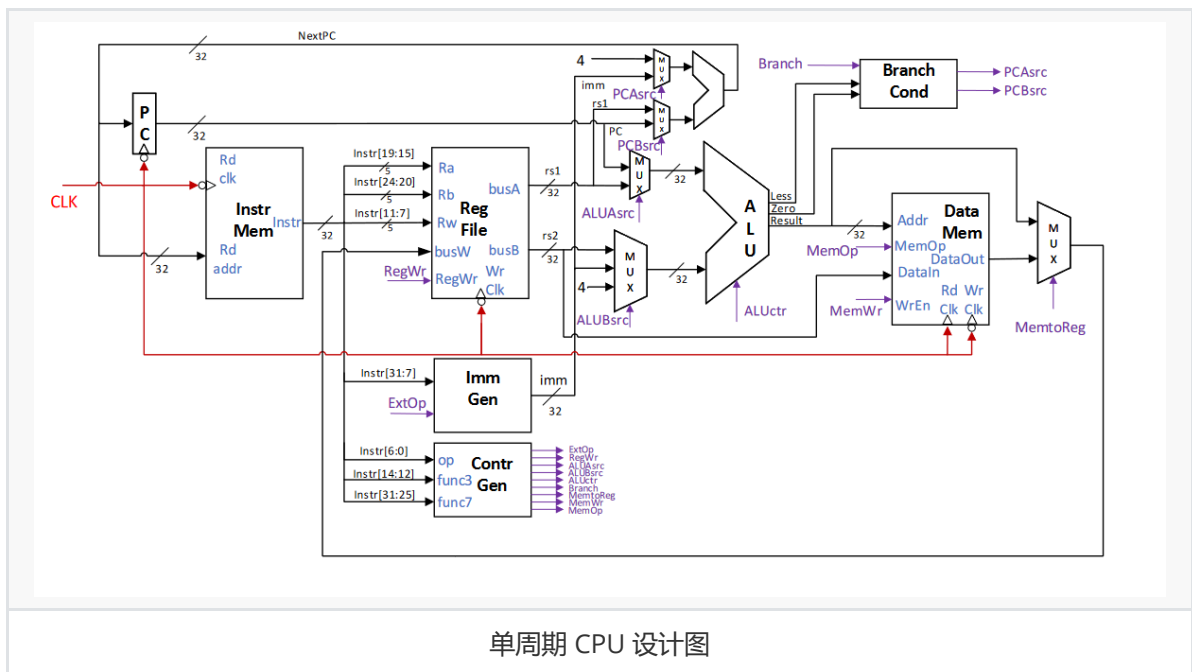 NextPC
32
4
MUX
imm
PCAsrc
rs1
MUX
PC
PCBsrc
Branch
Branch
Cond
PCAsrc
PCBsrc
PC
32
CLK
Rd
clk
Instr
Mem
Instr
Rd
addr
32
32
Instr[19:15]
5
Instr[24:20]
5
Instr[11:7]
5
Ra
Rb
Rw
busW
RegWr
RegWr
Reg
File
busA
busB
Wr
Clk
rs1
32
rs2
32
MUX
32
ALUAsrc
MUX
32
4
ALUBsrc
ALU
Less
Zero
Result
ALUctr
32
Addr
Data
Mem
MemOp
MemOp
DataOut
DataIn
Rd Wr
WrEn
Clk Clk
MemWr
MUX
MemtoReg
Instr[31:7]
ExtOp
Imm
Gen
imm
32
Instr[6:0]
Instr[14:12]
Instr[31:25]
op
func3
func7
Contr
Gen
ExtOp
RegWr
ALUAsrc
ALUBsrc
ALUctr
Branch
MemtoReg
MemWr
MemOp
单周期 CPU 设计图